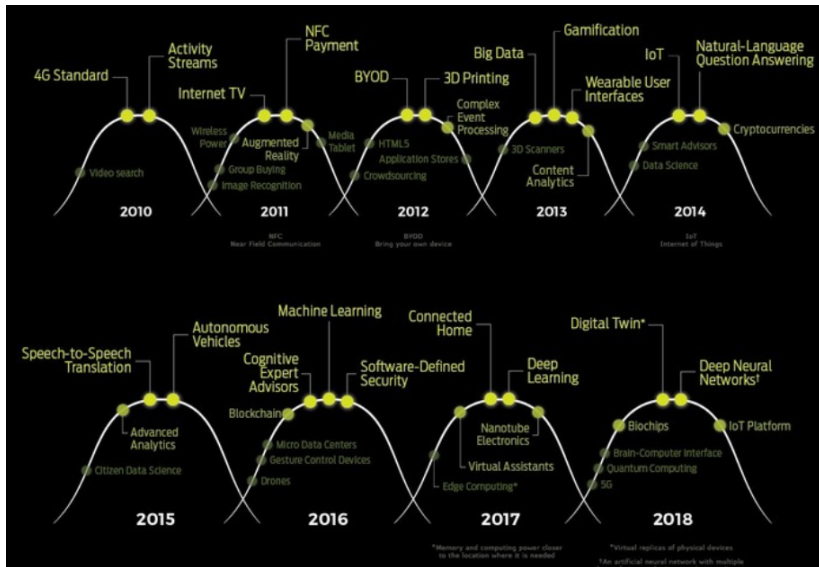 4G Standard
Activity
Streams
Video search
2010
Internet TV
NFC
Payment
Wireless
Power
Augmented
Reality
Media
Tablet
Group Buying
Image Recognition
2011
NFC
Near Field Communication
BYOD
3D Printing
Complex
Event
Processing
HTML5
Application Stores
Crowdsourcing
2012
BYOD
Bring your own device
Big Data
Gamification
Wearable User
Interfaces
3D Scanners
Content
Analytics
2013
IoT
Natural-Language
Question Answering
Cryptocurrencies
Smart Advisors
Data Science
2014
IoT
Internet of Things
Speech-to-Speech
Translation
Autonomous
Vehicles
Advanced
Analytics
Citizen Data Science
2015
Machine Learning
Cognitive
Expert
Advisors
Software-Defined
Security
Blockchain
Micro Data Centers
Gesture Control Devices
Drones
2016
Connected
Home
Deep
Learning
Nanotube
Electronics
Virtual Assistants
Edge Computing*
2017
*Memory and computing power closer
to the location where it is needed
Digital Twin*
Deep Neural
Networks†
Biochips
IoT Platform
Brain-Computer Interface
Quantum Computing
5G
2018
*Virtual replicas of physical devices
†An artificial neural network with multiple